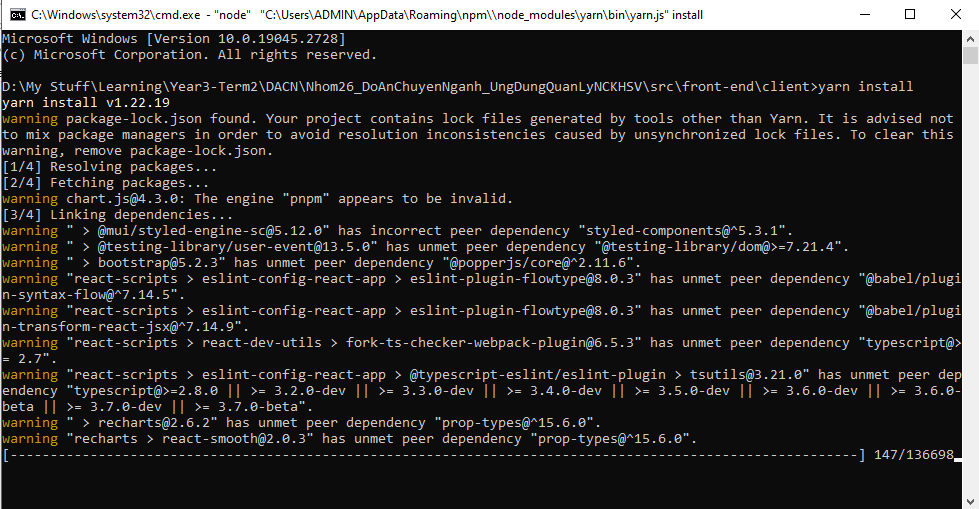 C:\Windows\system32\cmd.exe - "node" "C:\Users\ADMIN\AppData\Roaming\npm\\node_modules\yarn\bin\yarn.js" install
Microsoft Windows [Version 10.0.19045.2728]
(c) Microsoft Corporation. All rights reserved.
D:\My Stuff\Learning\Year3-Term2\DACN\Nhom26_DoAnChuyenNganh_UngDungQuanLyNCKHSV\src\front-end\client>yarn install
yarn install v1.22.19
warning package-lock.json found. Your project contains lock files generated by tools other than Yarn. It is advised not
to mix package managers in order to avoid resolution inconsistencies caused by unsynchronized lock files. To clear this
warning, remove package-lock.json.
[1/4] Resolving packages...
[2/4] Fetching packages...
warning chart.js@4.3.0: The engine "pnpm" appears to be invalid.
[3/4] Linking dependencies...
warning " > @mui/styled-engine-sc@5.12.0" has incorrect peer dependency "styled-components@^5.3.1".
warning " > @testing-library/user-event@13.5.0" has unmet peer dependency "@testing-library/dom@>=7.21.4".
warning " > bootstrap@5.2.3" has unmet peer dependency "@popperjs/core@^2.11.6".
warning "react-scripts > eslint-config-react-app > eslint-plugin-flowtype@8.0.3" has unmet peer dependency "@babel/plugi
n-syntax-flow@^7.14.5".
warning "react-scripts > eslint-config-react-app > eslint-plugin-flowtype@8.0.3" has unmet peer dependency "@babel/plugi
n-transform-react-jsx@^7.14.9".
warning "react-scripts > react-dev-utils > fork-ts-checker-webpack-plugin@6.5.3" has unmet peer dependency "typescript@>
= 2.7".
warning "react-scripts > eslint-config-react-app > @typescript-eslint/eslint-plugin > tsutils@3.21.0" has unmet peer dep
endency "typescript@>=2.8.0 || >= 3.2.0-dev || >= 3.3.0-dev || >= 3.4.0-dev || >= 3.5.0-dev || >= 3.6.0-dev || >= 3.6.0-
beta || >= 3.7.0-dev || >= 3.7.0-beta".
warning " > recharts@2.6.2" has unmet peer dependency "prop-types@^15.6.0".
warning "recharts > react-smooth@2.0.3" has unmet peer dependency "prop-types@^15.6.0".
[----------------------------------------------------------------------------------------------------------] 147/136698